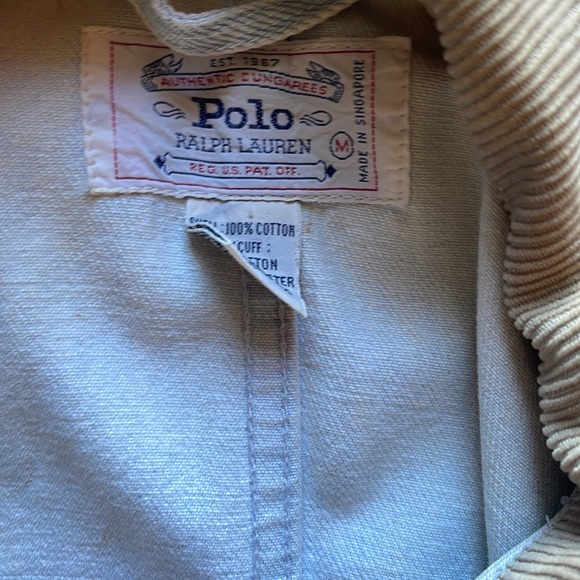 EST. 1967
AUTHENTIC DUNGAREES
Polo
RALPH LAUREN
M
REG. U.S. PAT. OFF.
MADE IN SINGAPORE
:100% COTTON
CUFF :